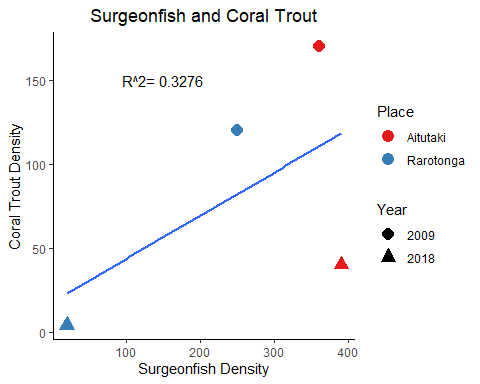 Surgeonfish and Coral Trout
R^2= 0.3276
Coral Trout Density
150
100
50
0
100 200 300 400
Surgeonfish Density
Place
Aitutaki
Rarotonga
Year
2009
2018